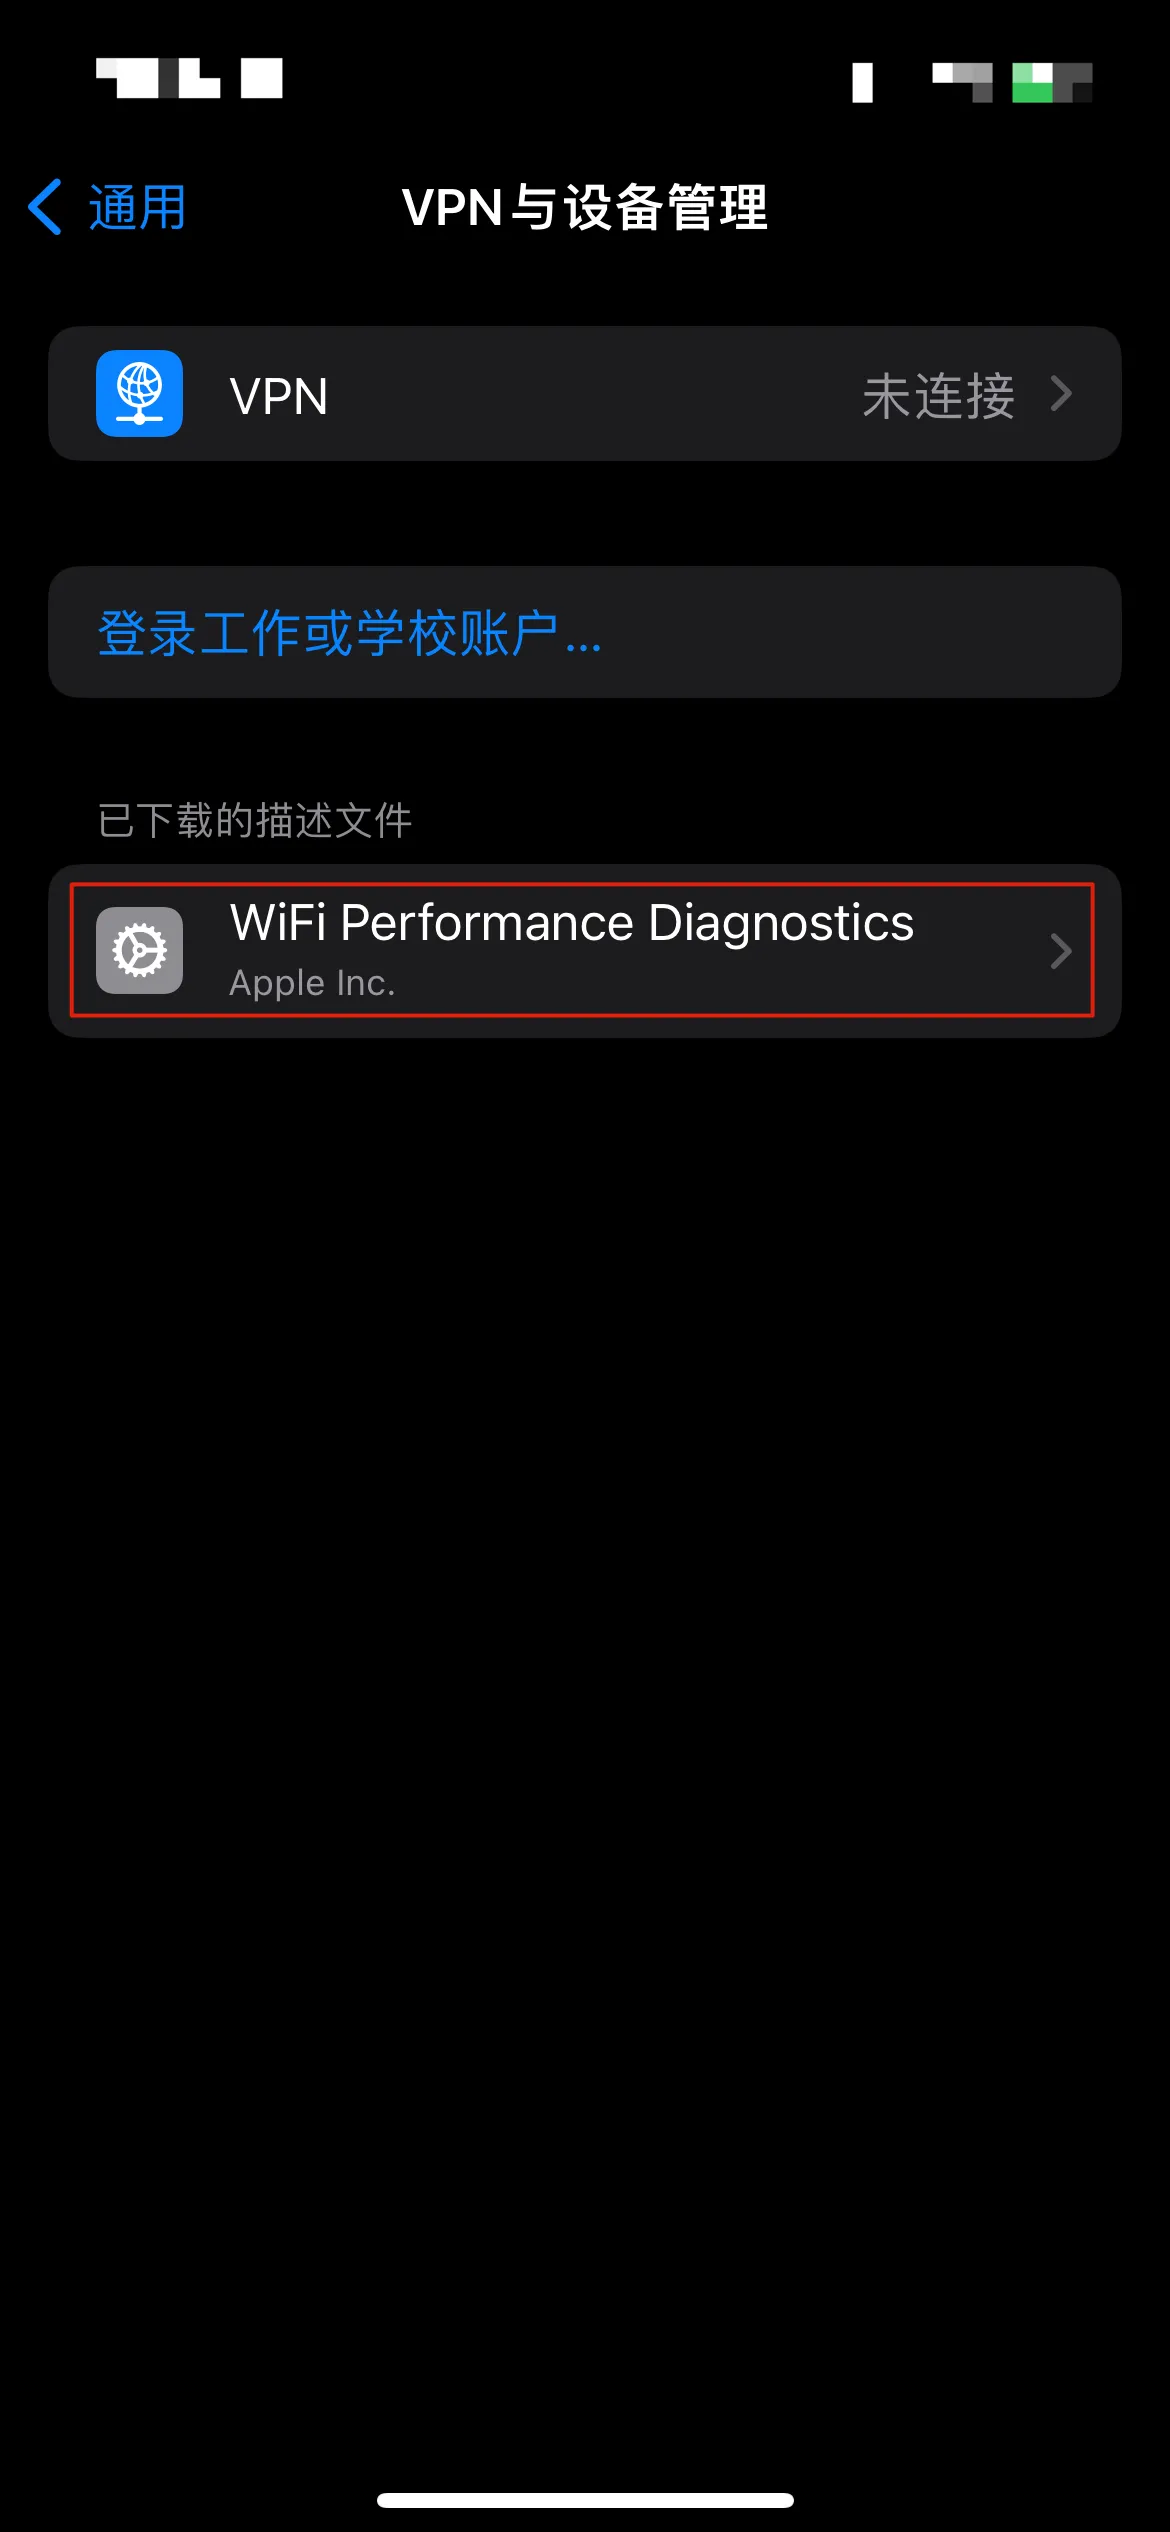 通用
VPN与设备管理
VPN
未连接
登录工作或学校账户...
已下载的描述文件
WiFi Performance Diagnostics
Apple Inc.